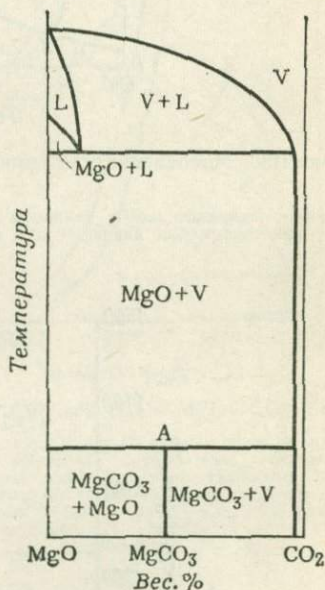 V
L
V+L
MgO+L
Температура
MgO+V
A
MgCO₃
+MgO
MgCO₃+V
MgO
MgCO₃
CO₂
Вес.%